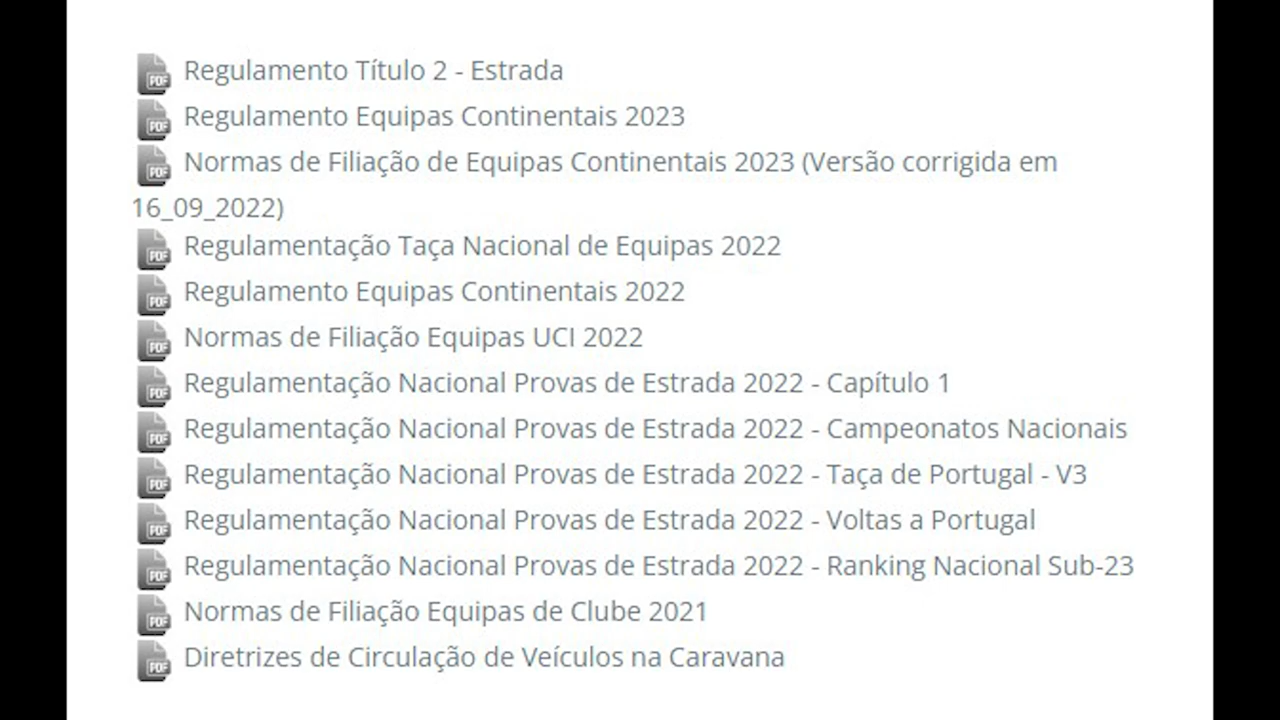 Regulamento Título 2 - Estrada
Regulamento Equipas Continentais 2023
Normas de Filiação de Equipas Continentais 2023 (Versão corrigida em
16_09_2022)
Regulamentação Taça Nacional de Equipas 2022
Regulamento Equipas Continentais 2022
Normas de Filiação Equipas UCI 2022
Regulamentação Nacional Provas de Estrada 2022 - Capítulo 1
Regulamentação Nacional Provas de Estrada 2022 - Campeonatos Nacionais
Regulamentação Nacional Provas de Estrada 2022 - Taça de Portugal - V3
Regulamentação Nacional Provas de Estrada 2022 - Voltas a Portugal
Regulamentação Nacional Provas de Estrada 2022 - Ranking Nacional Sub-23
Normas de Filiação Equipas de Clube 2021
Diretrizes de Circulação de Veículos na Caravana